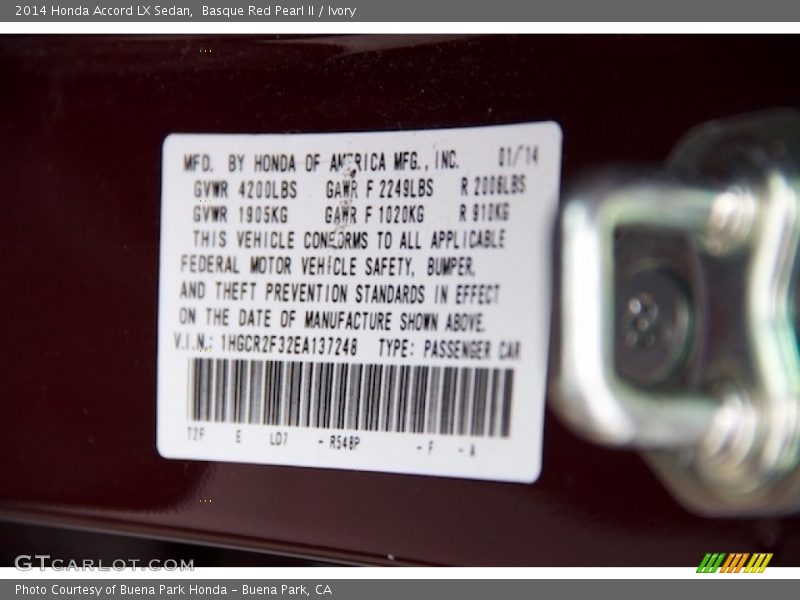 2014 Honda Accord LX Sedan, Basque Red Pearl II / Ivory
MFD. BY HONDA OF AMERICA MFG., INC. 01/14
GVWR 4200LBS GAWR F 2249LBS R 2006LBS
GVWR 1905KG GAWR F 1020KG R 910KG
THIS VEHICLE CONFORMS TO ALL APPLICABLE
FEDERAL MOTOR VEHICLE SAFETY, BUMPER,
AND THEFT PREVENTION STANDARDS IN EFFECT
ON THE DATE OF MANUFACTURE SHOWN ABOVE.
V.I.N.: 1HGCR2F32EA137248 TYPE: PASSENGER CAR
T2F E LD7 - R548P - F - A
GTCARLOT.COM
Photo Courtesy of Buena Park Honda – Buena Park, CA